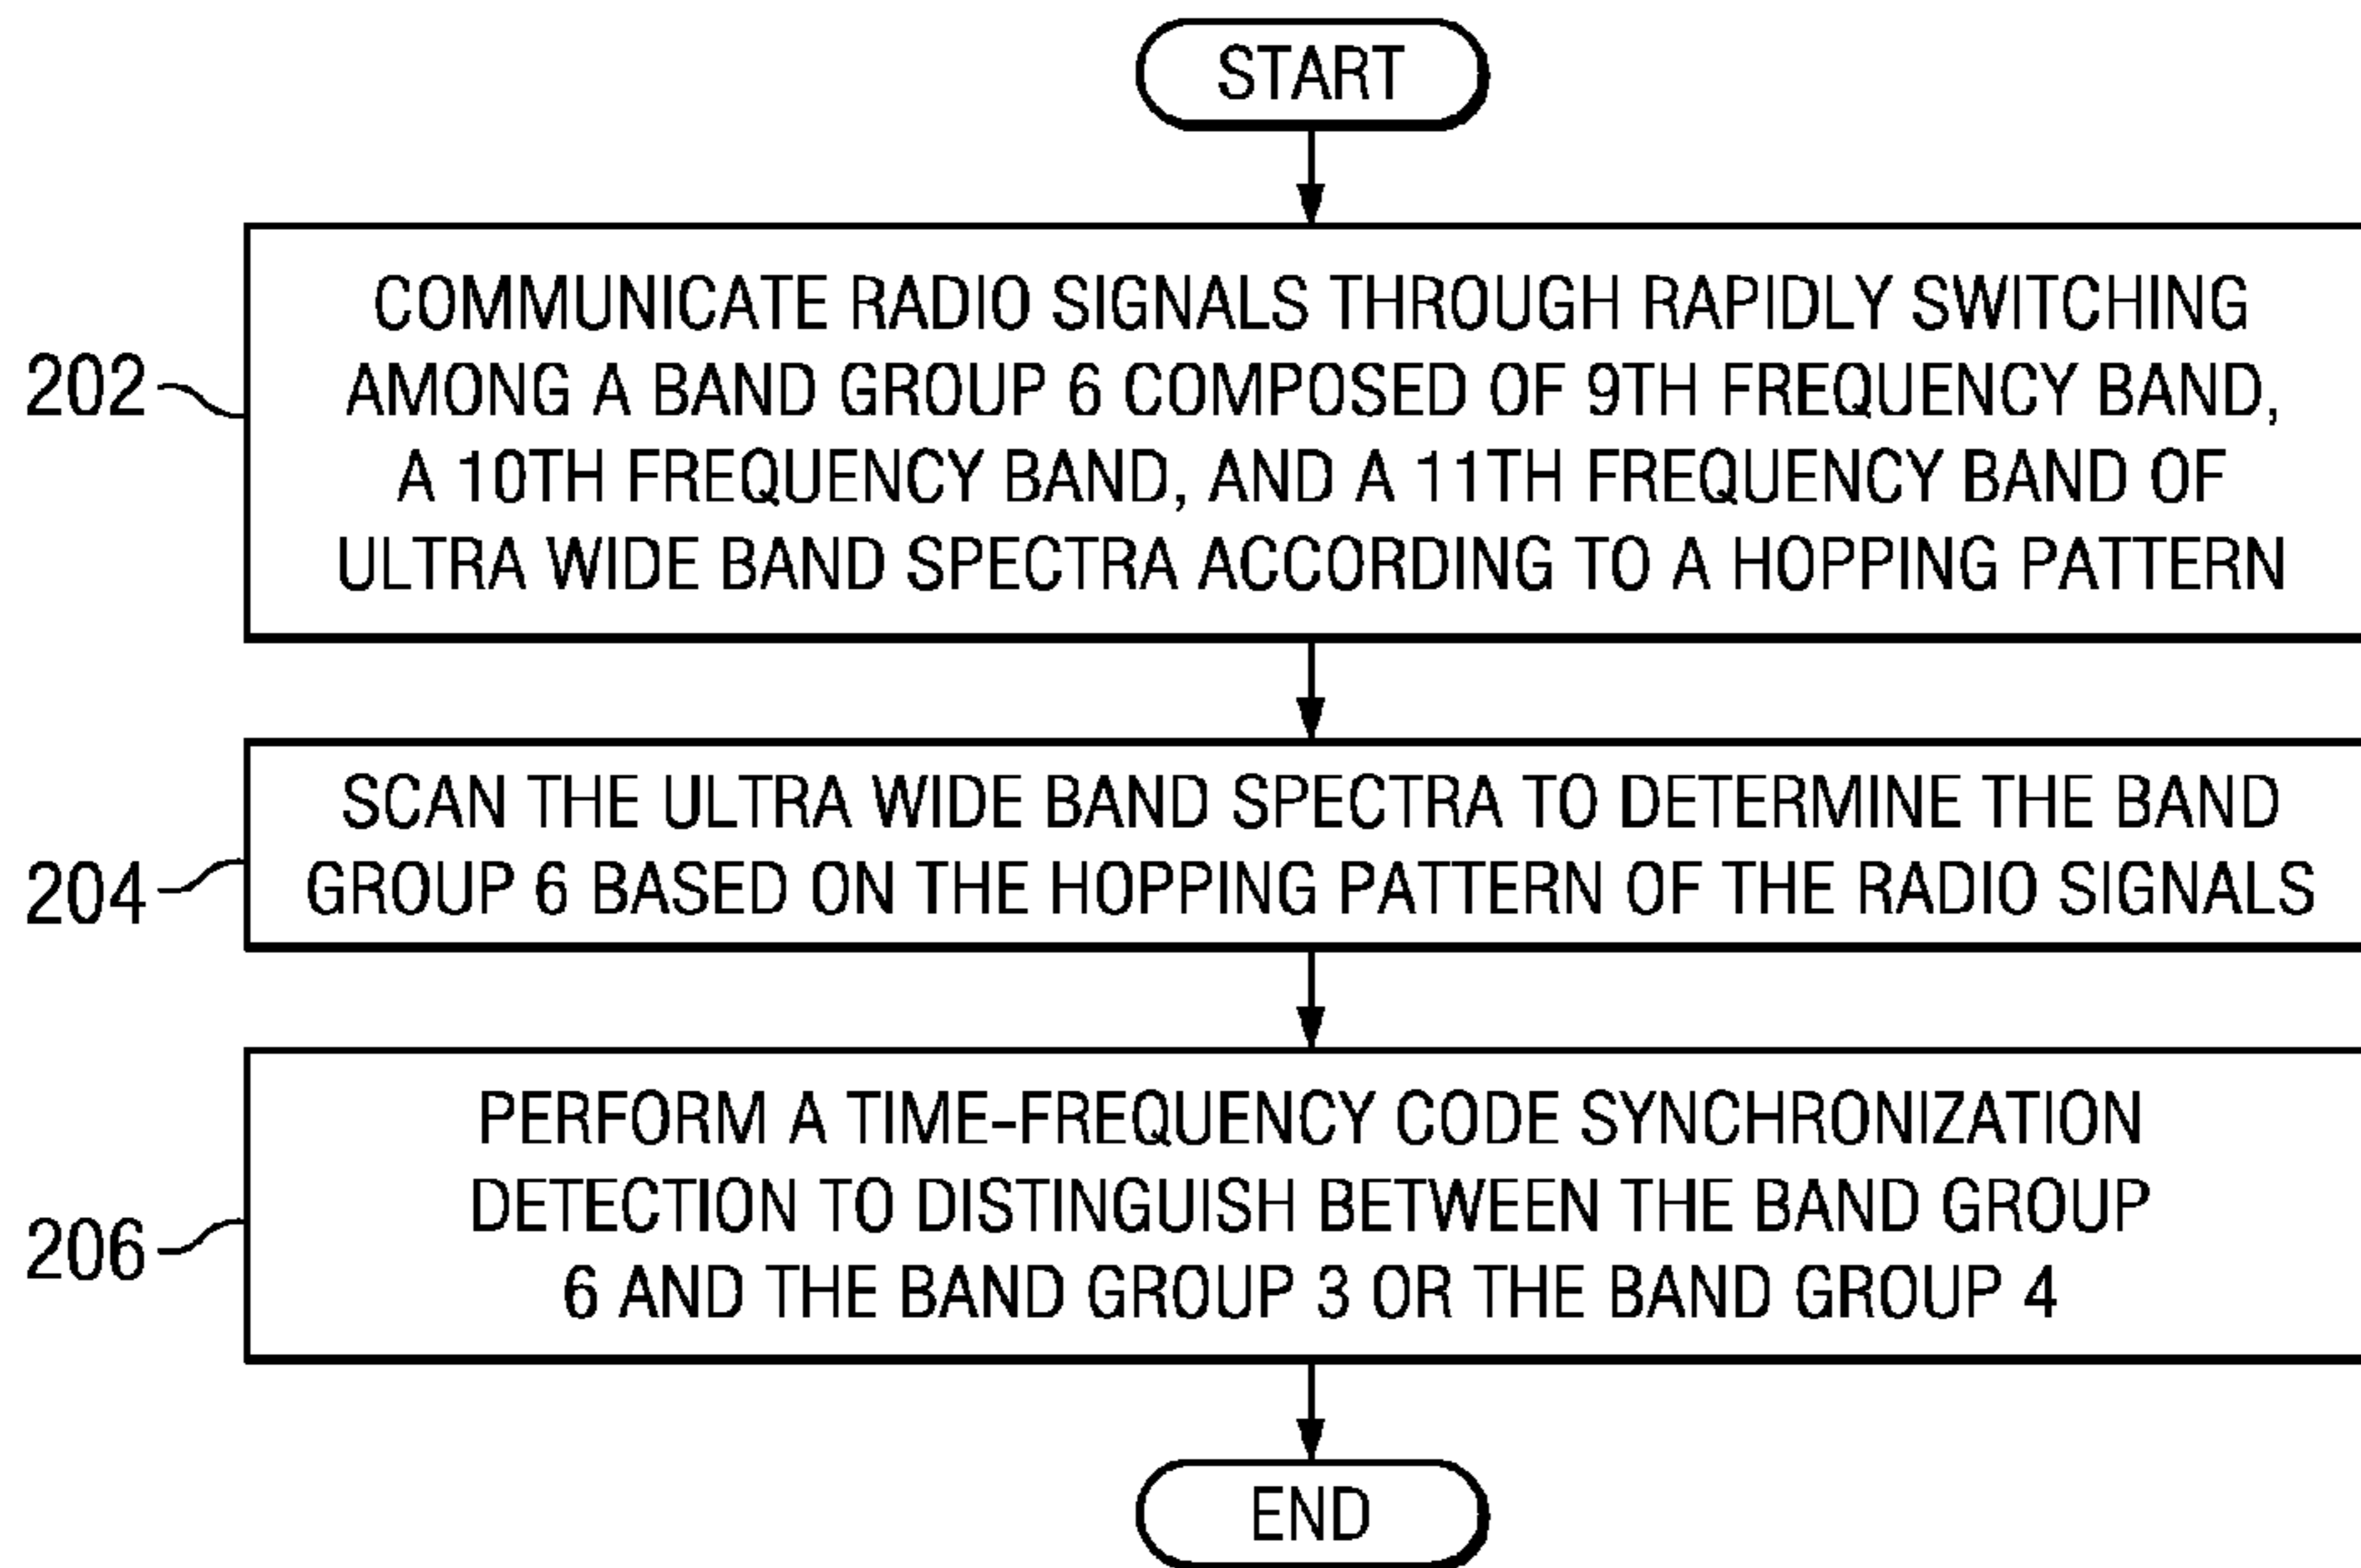 START
COMMUNICATE RADIO SIGNALS THROUGH RAPIDLY SWITCHING
AMONG A BAND GROUP 6 COMPOSED OF 9TH FREQUENCY BAND,
A 10TH FREQUENCY BAND, AND A 11TH FREQUENCY BAND OF
ULTRA WIDE BAND SPECTRA ACCORDING TO A HOPPING PATTERN
202
SCAN THE ULTRA WIDE BAND SPECTRA TO DETERMINE THE BAND
GROUP 6 BASED ON THE HOPPING PATTERN OF THE RADIO SIGNALS
204
PERFORM A TIME-FREQUENCY CODE SYNCHRONIZATION
DETECTION TO DISTINGUISH BETWEEN THE BAND GROUP
6 AND THE BAND GROUP 3 OR THE BAND GROUP 4
206
END